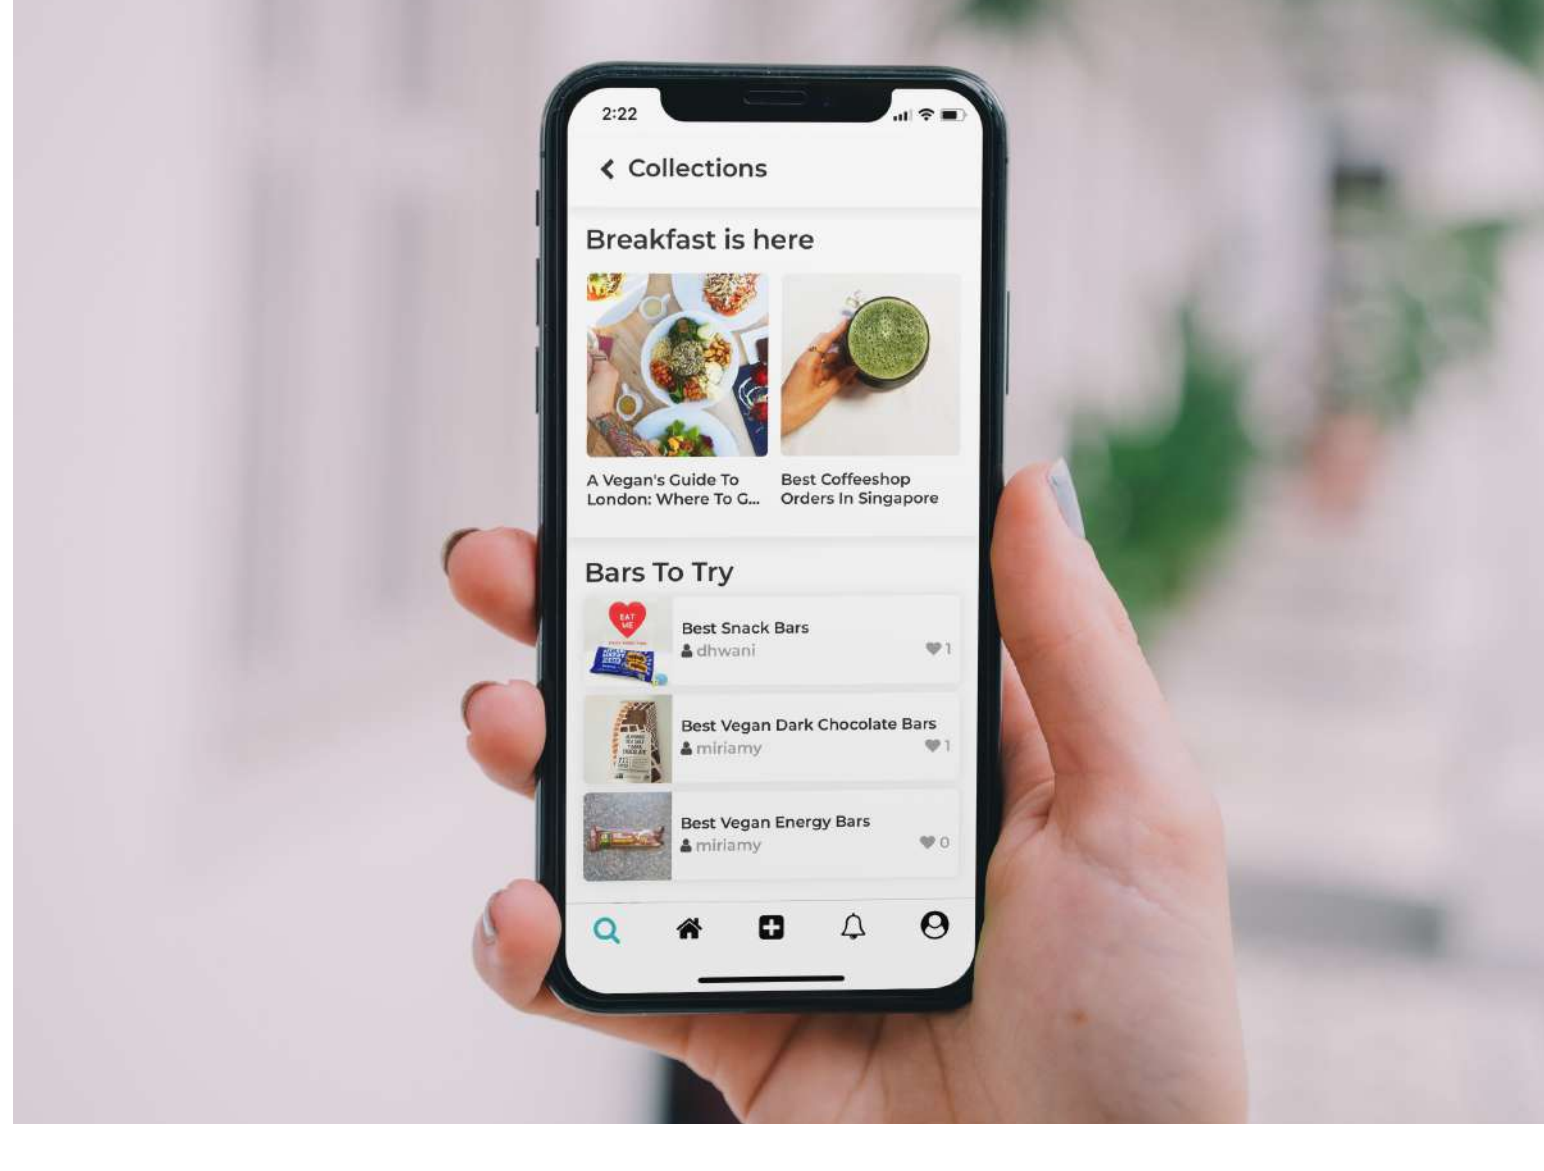 2:22
Collections
Breakfast is here
A Vegan's Guide To
London: Where To G...
Best Coffeeshop
Orders In Singapore
Bars To Try
EAT
ME
Best Snack Bars
dhwani
1
Best Vegan Dark Chocolate Bars
miriamy
1
Best Vegan Energy Bars
miriamy
0